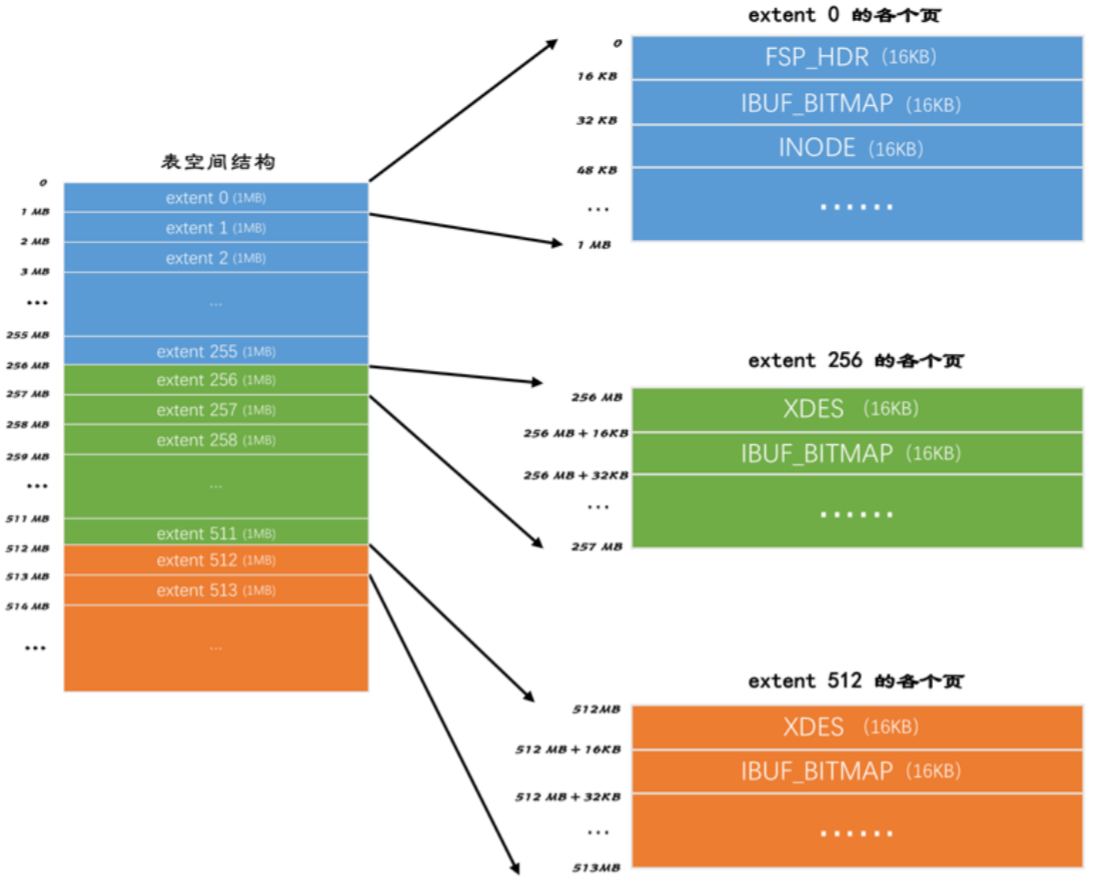 表空间结构
0
extent 0 (1MB)
1 MB
extent 1 (1MB)
2 MB
extent 2 (1MB)
3 MB
...
...
255 MB
extent 255 (1MB)
256 MB
extent 256 (1MB)
257 MB
extent 257 (1MB)
258 MB
extent 258 (1MB)
259 MB
...
...
511 MB
extent 511 (1MB)
512 MB
extent 512 (1MB)
513 MB
extent 513 (1MB)
514 MB
...
...
extent 0 的各个页
0
FSP_HDR (16KB)
16 KB
IBUF_BITMAP (16KB)
32 KB
INODE (16KB)
48 KB
...
......
1 MB
extent 256 的各个页
256 MB
XDES (16KB)
256 MB + 16KB
IBUF_BITMAP (16KB)
256 MB + 32KB
...
......
257 MB
extent 512 的各个页
512MB
XDES (16KB)
512 MB + 16KB
IBUF_BITMAP (16KB)
512 MB + 32KB
...
......
513MB